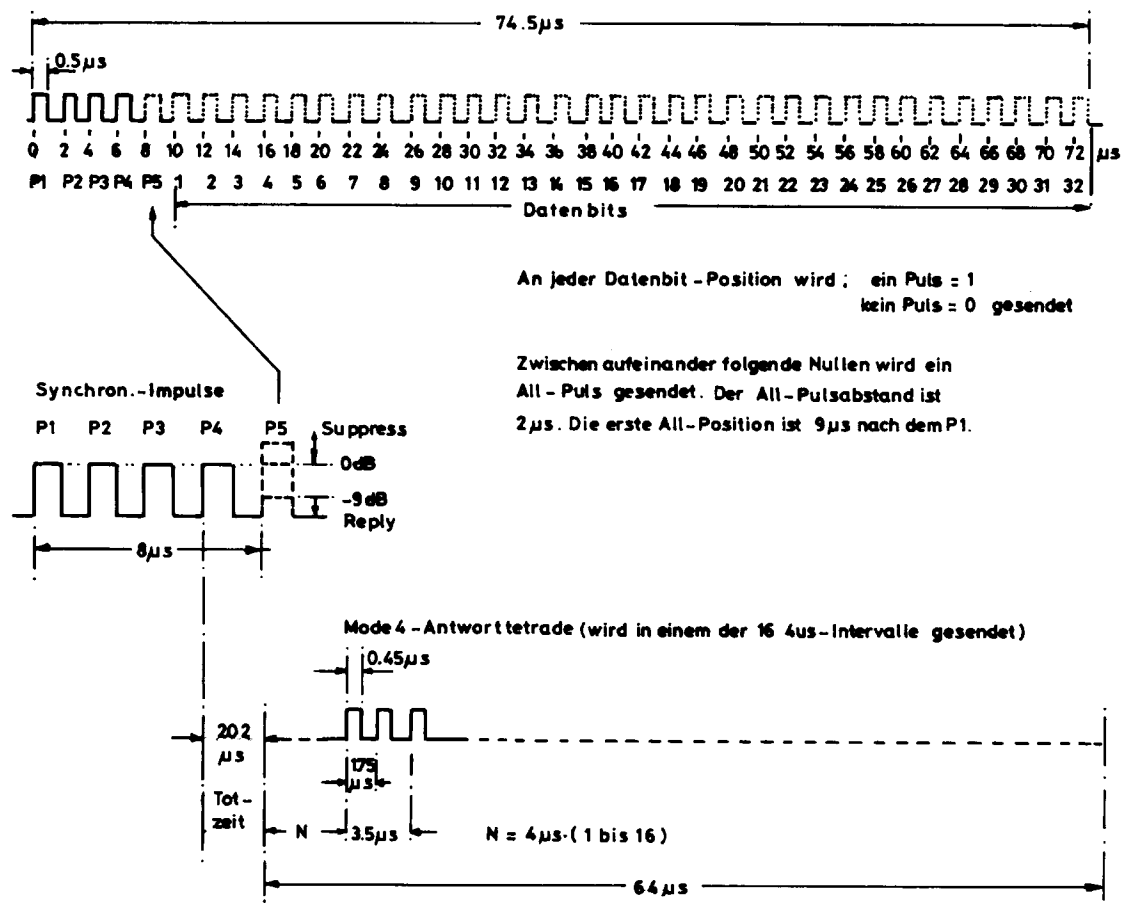 74.5µs
0.5µs
0 2 4 6 8 10 12 14 16 18 20 22 24 26 28 30 32 34 36 38 40 42 44 46 48 50 52 54 56 58 60 62 64 66 68 70 72 µs
P1 P2 P3 P4 P5 1 2 3 4 5 6 7 8 9 10 11 12 13 14 15 16 17 18 19 20 21 22 23 24 25 26 27 28 29 30 31 32
Datenbits
An jeder Datenbit-Position wird; ein Puls = 1
kein Puls = 0 gesendet
Zwischen aufeinander folgende Nullen wird ein
All-Puls gesendet. Der All-Pulsabstand ist
2µs. Die erste All-Position ist 9µs nach dem P1.
Synchron.-Impulse
P1 P2 P3 P4 P5 Suppress
0dB
-9dB
Reply
8µs
Mode 4-Antworttetrade (wird in einem der 16 4us-Intervalle gesendet)
0.45µs
202
µs
175
µs
Tot-
zeit
N
3.5µs
N = 4µs·(1 bis 16)
64µs